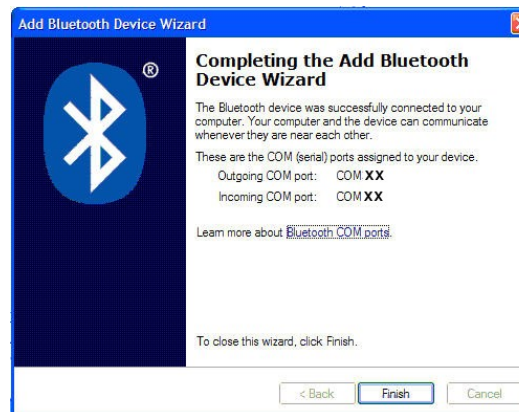 Add Bluetooth Device Wizard
®
Completing the Add Bluetooth
Device Wizard
The Bluetooth device was successfully connected to your
computer. Your computer and the device can communicate
whenever they are near each other.
These are the COM (serial) ports assigned to your device.
Outgoing COM port: COM XX
Incoming COM port: COM XX
Learn more about Bluetooth COM ports.
To close this wizard, click Finish.
< Back Finish Cancel